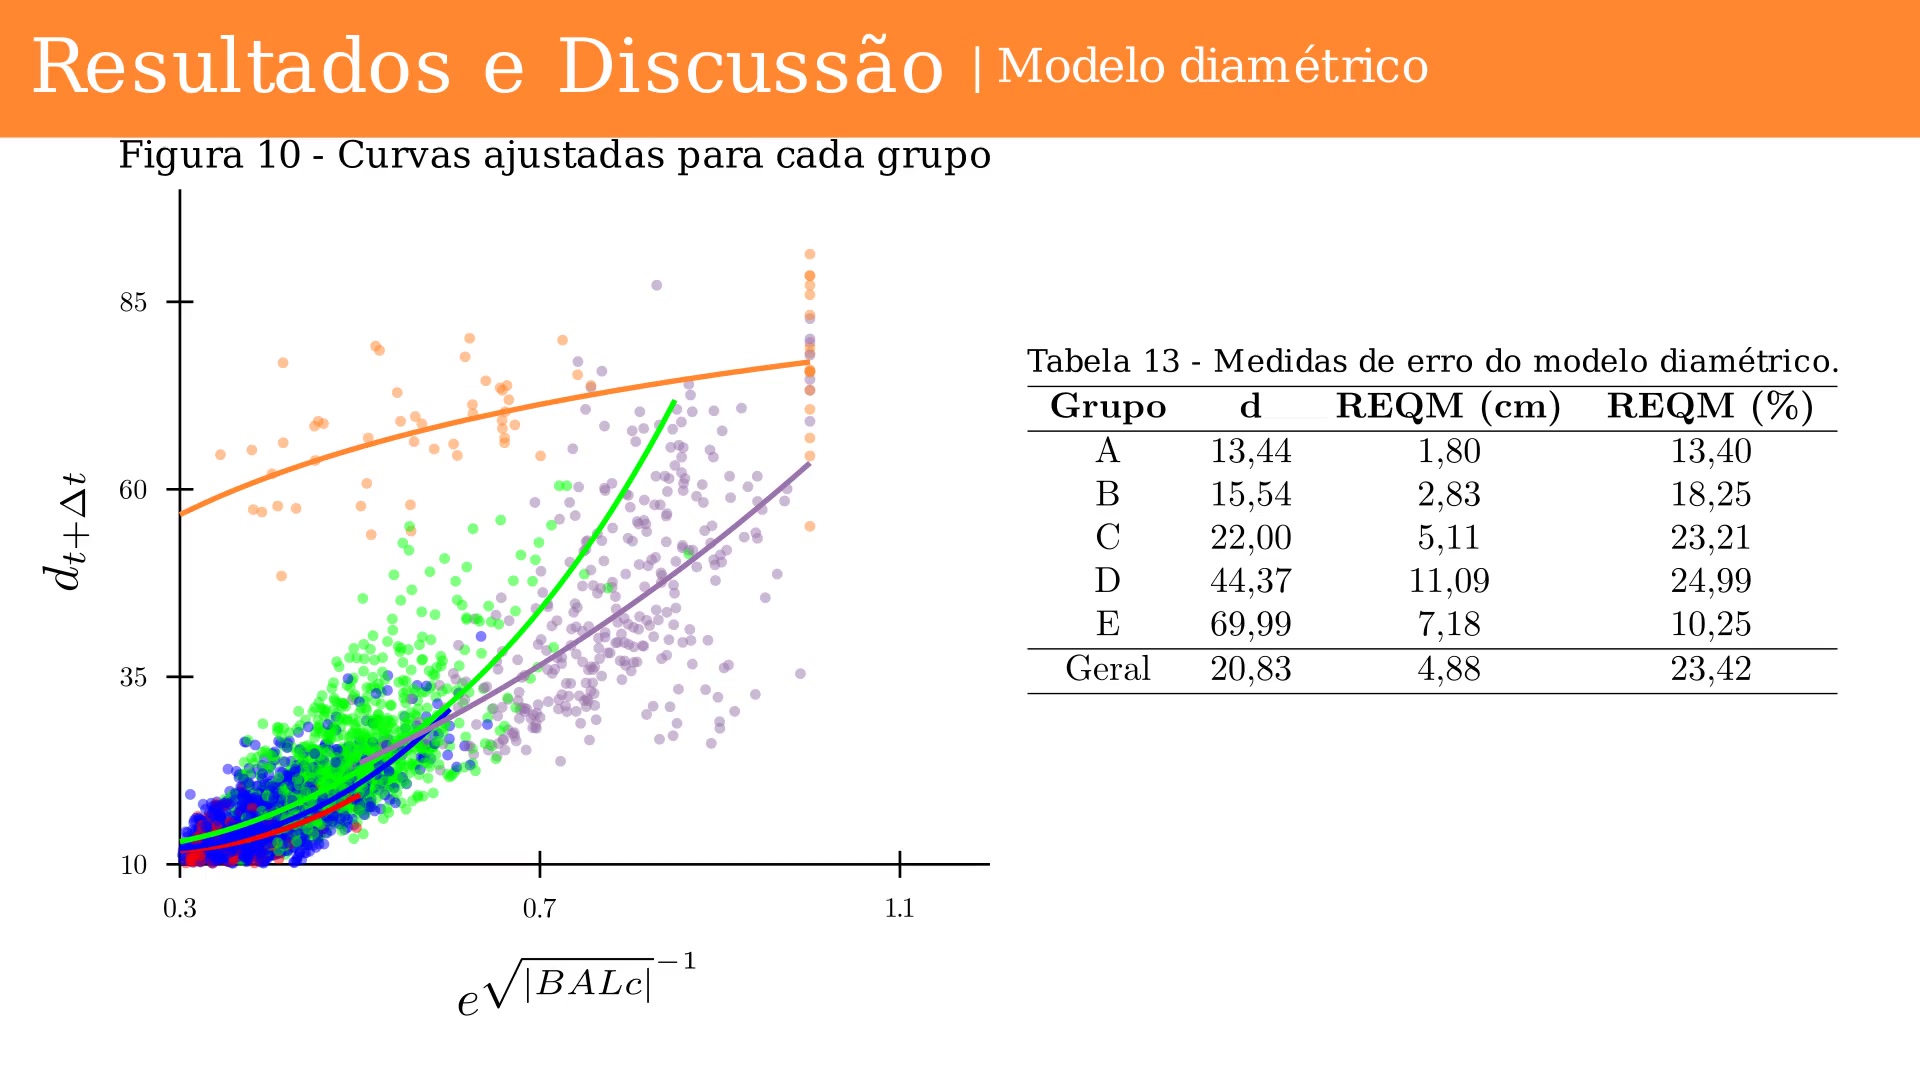 Resultados e Discussão | Modelo diamétrico
Figura 10 - Curvas ajustadas para cada grupo
85
60
35
10
d_{t+Δt}
0.3 0.7 1.1
e^{√|BALc|^{-1}}
Tabela 13 - Medidas de erro do modelo diamétrico.
Grupo d REQM (cm) REQM (%)
A 13,44 1,80 13,40
B 15,54 2,83 18,25
C 22,00 5,11 23,21
D 44,37 11,09 24,99
E 69,99 7,18 10,25
Geral 20,83 4,88 23,42